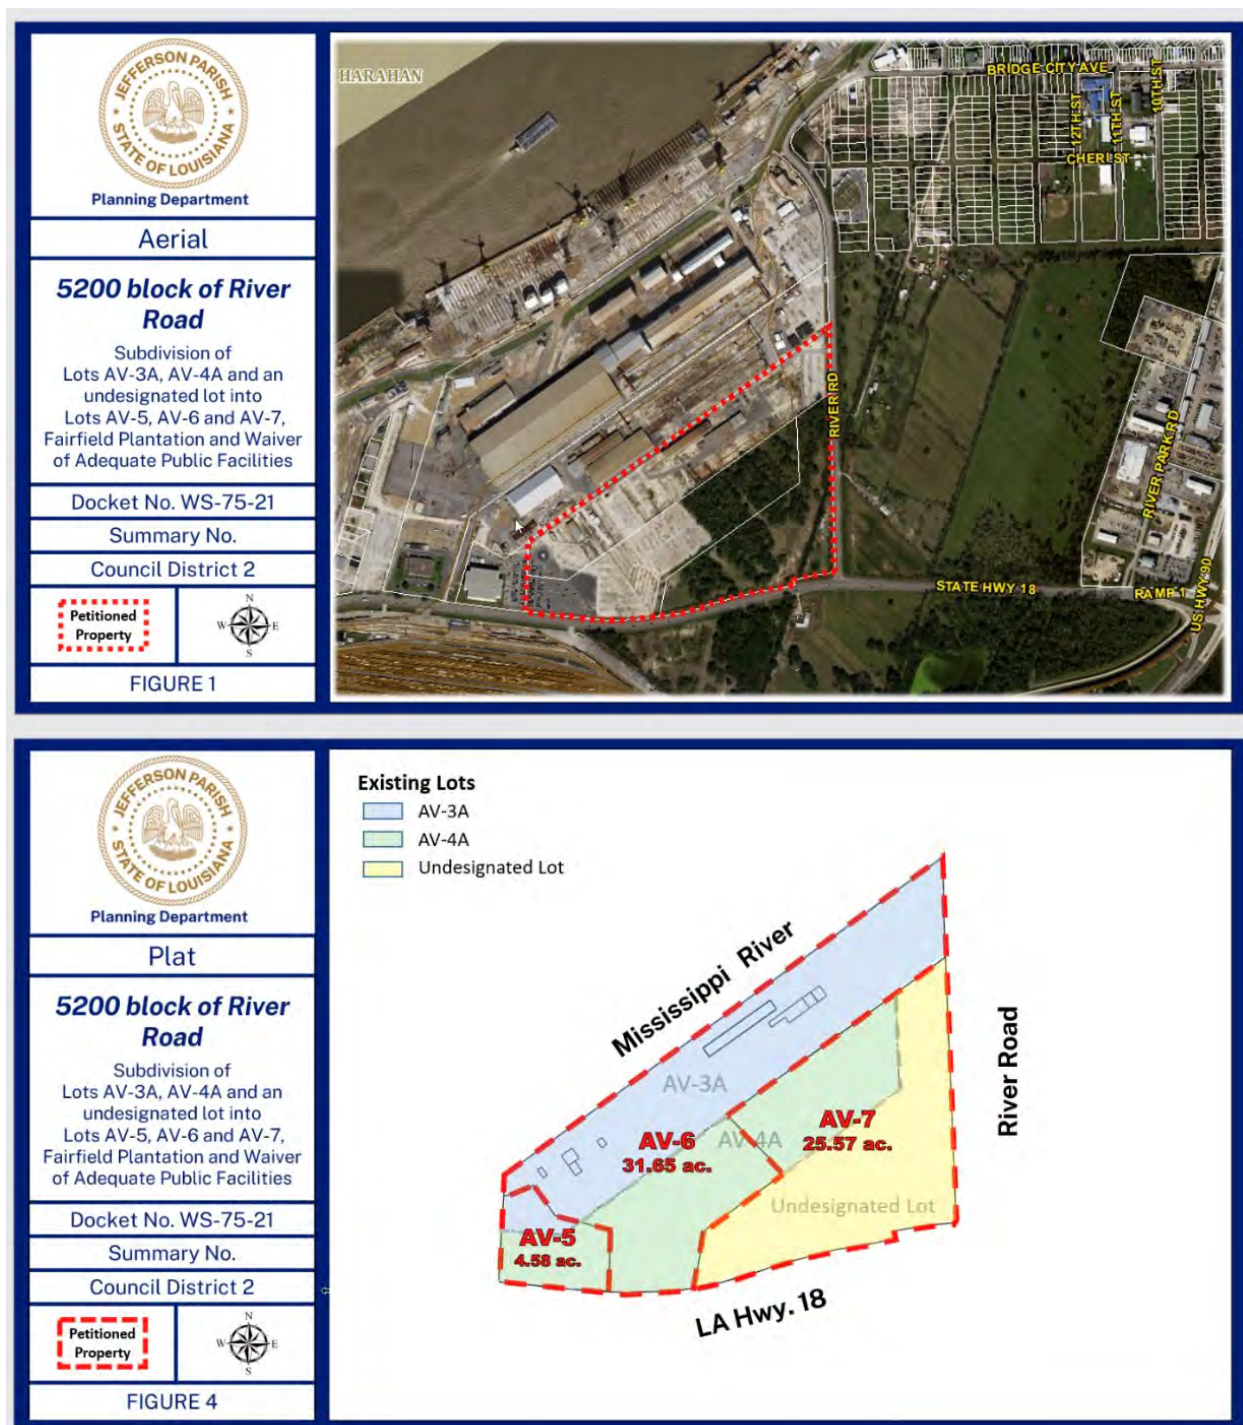 JEFFERSON PARISH
STATE OF LOUISIANA
Planning Department
Aerial
5200 block of River
Road
Subdivision of
Lots AV-3A, AV-4A and an
undesignated lot into
Lots AV-5, AV-6 and AV-7,
Fairfield Plantation and Waiver
of Adequate Public Facilities
Docket No. WS-75-21
Summary No.
Council District 2
Petitioned
Property
N
W E
S
FIGURE 1
HARAHAN
BRIDGE CITY AVE
12TH ST
11TH ST
10TH ST
CHERI ST
RIVER RD
RIVER PARK RD
STATE HWY 18
RAMP 1
US HWY 90
JEFFERSON PARISH
STATE OF LOUISIANA
Planning Department
Plat
5200 block of River
Road
Subdivision of
Lots AV-3A, AV-4A and an
undesignated lot into
Lots AV-5, AV-6 and AV-7,
Fairfield Plantation and Waiver
of Adequate Public Facilities
Docket No. WS-75-21
Summary No.
Council District 2
Petitioned
Property
N
W E
S
FIGURE 4
Existing Lots
AV-3A
AV-4A
Undesignated Lot
Mississippi River
River Road
AV-3A
AV-4A
AV-6
31.65 ac.
AV-7
25.57 ac.
Undesignated Lot
AV-5
4.58 ac.
LA Hwy. 18